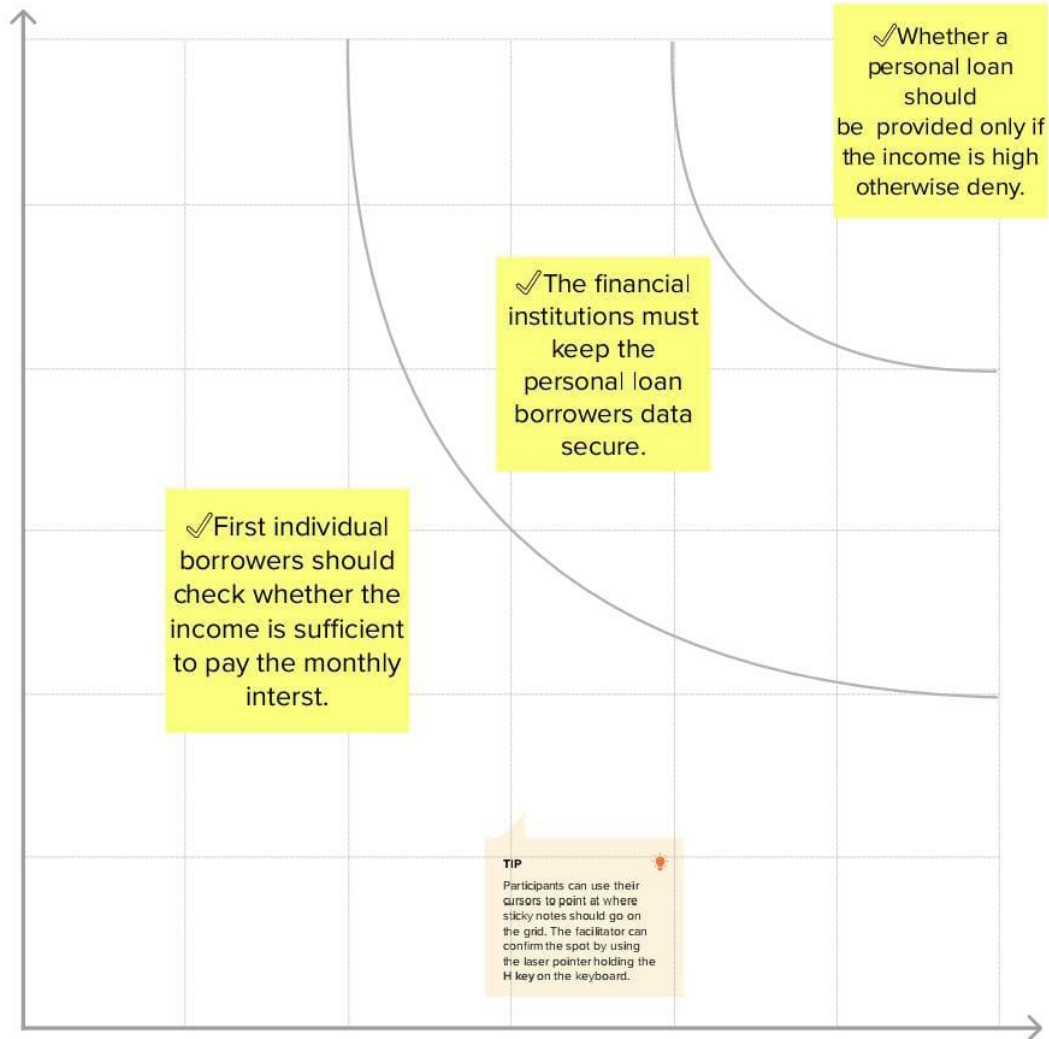 ✓Whether a
personal loan
should
be provided only if
the income is high
otherwise deny.
✓The financial
institutions must
keep the
personal loan
borrowers data
secure.
✓First individual
borrowers should
check whether the
income is sufficient
to pay the monthly
interst.
TIP
Participants can use their
cursors to point at where
sticky notes should go on
the grid. The facilitator can
confirm the spot by using
the laser pointer holding the
H key on the keyboard.